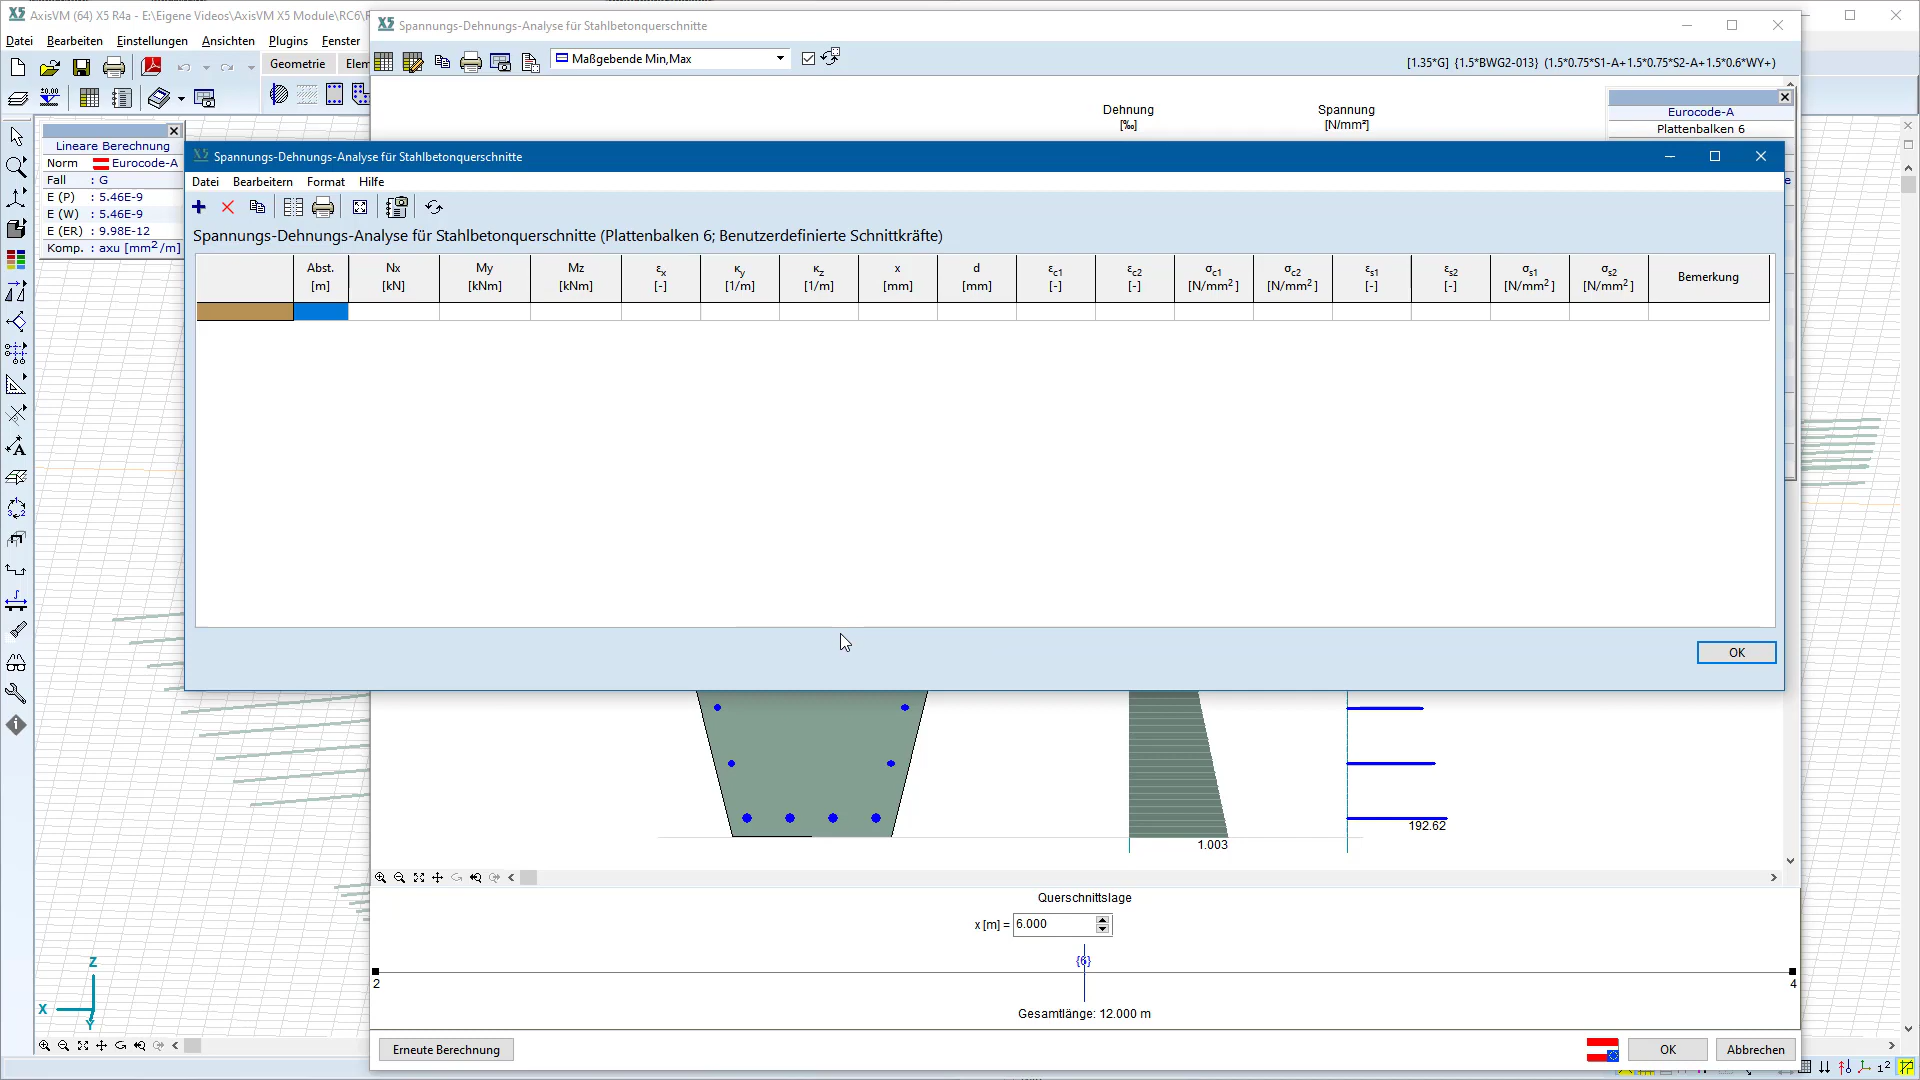 AxisVM (64) X5 R4a - E:\Eigene Videos\AxisVM X5 Module\RC6\
Datei Bearbeiten Einstellungen Ansichten Plugins Fenster
Geometrie Elem
X5 Spannungs-Dehnungs-Analyse für Stahlbetonquerschnitte
Maßgebende Min,Max
[1.35*G] {1.5*BWG2-013} (1.5*0.75*S1-A+1.5*0.75*S2-A+1.5*0.6*WY+)
Dehnung
[‰]
Spannung
[N/mm²]
Eurocode-A
Plattenbalken 6
Lineare Berechnung
Norm Eurocode-A
Fall : G
E (P) : 5.46E-9
E (W) : 5.46E-9
E (ER) : 9.98E-12
Komp. : axu [mm²/m]
X5 Spannungs-Dehnungs-Analyse für Stahlbetonquerschnitte
Datei Bearbeiten Format Hilfe
Spannungs-Dehnungs-Analyse für Stahlbetonquerschnitte (Plattenbalken 6; Benutzerdefinierte Schnittkräfte)
Abst. Nx My Mz εx κy κz x d εc1 εc2 σc1 σc2 εs1 εs2 σs1 σs2 Bemerkung
[m] [kN] [kNm] [kNm] [-] [1/m] [1/m] [mm] [mm] [-] [-] [N/mm²] [N/mm²] [-] [-] [N/mm²] [N/mm²]
OK
192.62
1.003
Querschnittslage
x [m] = 6.000
{6}
2
4
Gesamtlänge: 12.000 m
Z
X
Y
Erneute Berechnung
OK
Abbrechen